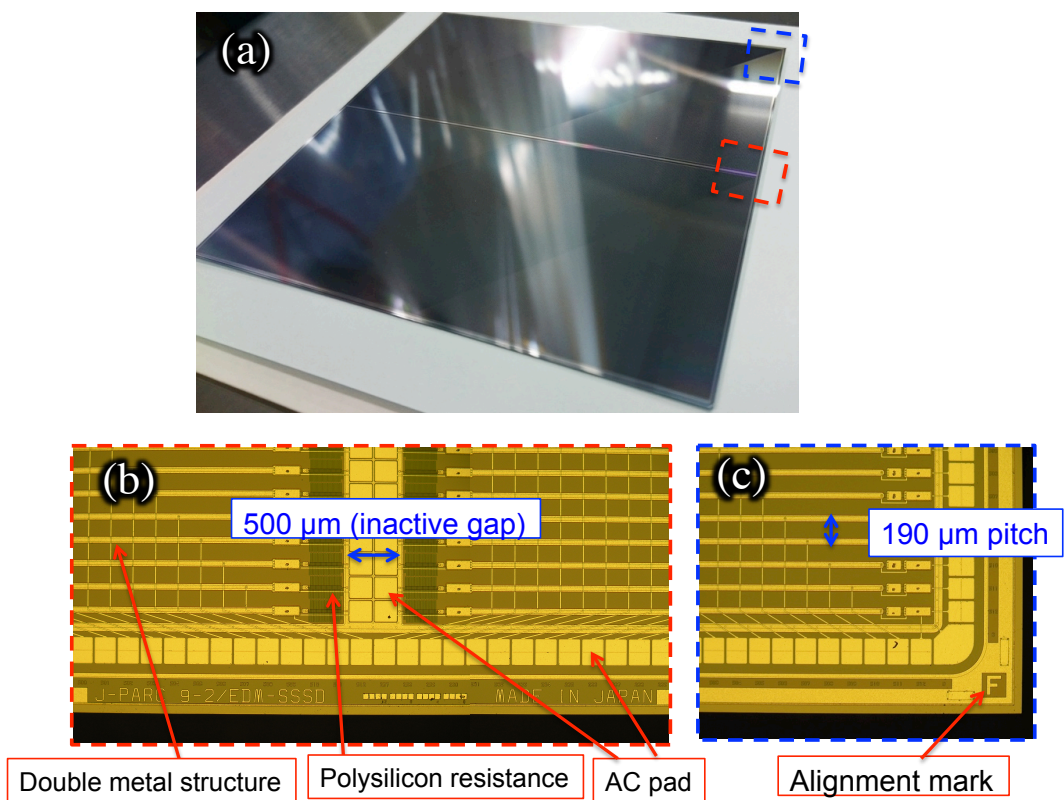 (a)
(b)
500 μm (inactive gap)
J-PARC 9-2/EDM-SSSD
MADE IN JAPAN
(c)
190 μm pitch
F
Double metal structure
Polysilicon resistance
AC pad
Alignment mark